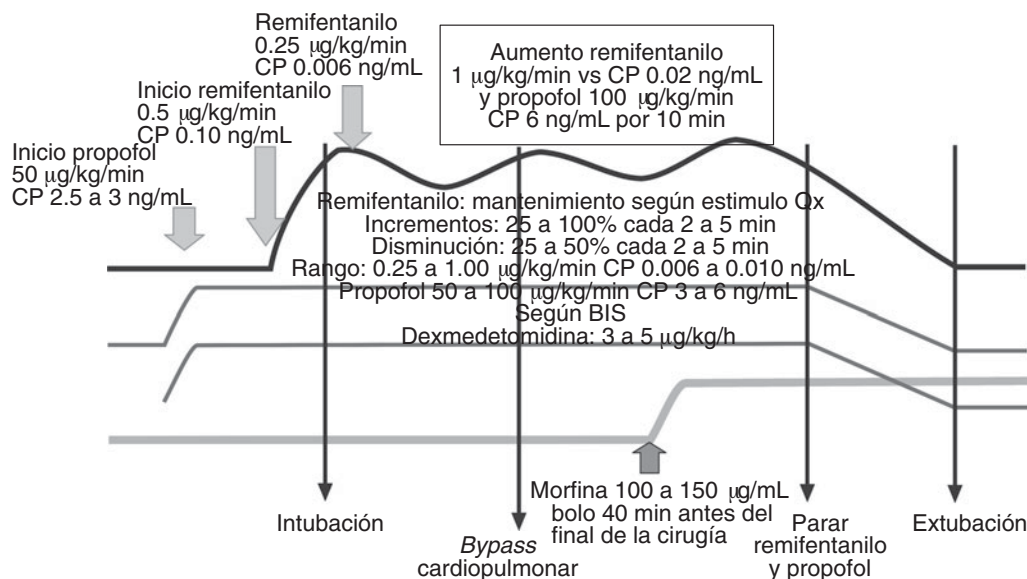 Remifentanilo
0.25 µg/kg/min
CP 0.006 ng/mL
Inicio remifentanilo
0.5 µg/kg/min
CP 0.10 ng/mL
Inicio propofol
50 µg/kg/min
CP 2.5 a 3 ng/mL
Aumento remifentanilo
1 µg/kg/min vs CP 0.02 ng/mL
y propofol 100 µg/kg/min
CP 6 ng/mL por 10 min
Remifentanilo: mantenimiento según estimulo Qx
Incrementos: 25 a 100% cada 2 a 5 min
Disminución: 25 a 50% cada 2 a 5 min
Rango: 0.25 a 1.00 µg/kg/min CP 0.006 a 0.010 ng/mL
Propofol 50 a 100 µg/kg/min CP 3 a 6 ng/mL
Según BIS
Dexmedetomidina: 3 a 5 µg/kg/h
Intubación
Bypass
cardiopulmonar
Morfina 100 a 150 µg/mL
bolo 40 min antes del
final de la cirugía
Parar
remifentanilo
y propofol
Extubación